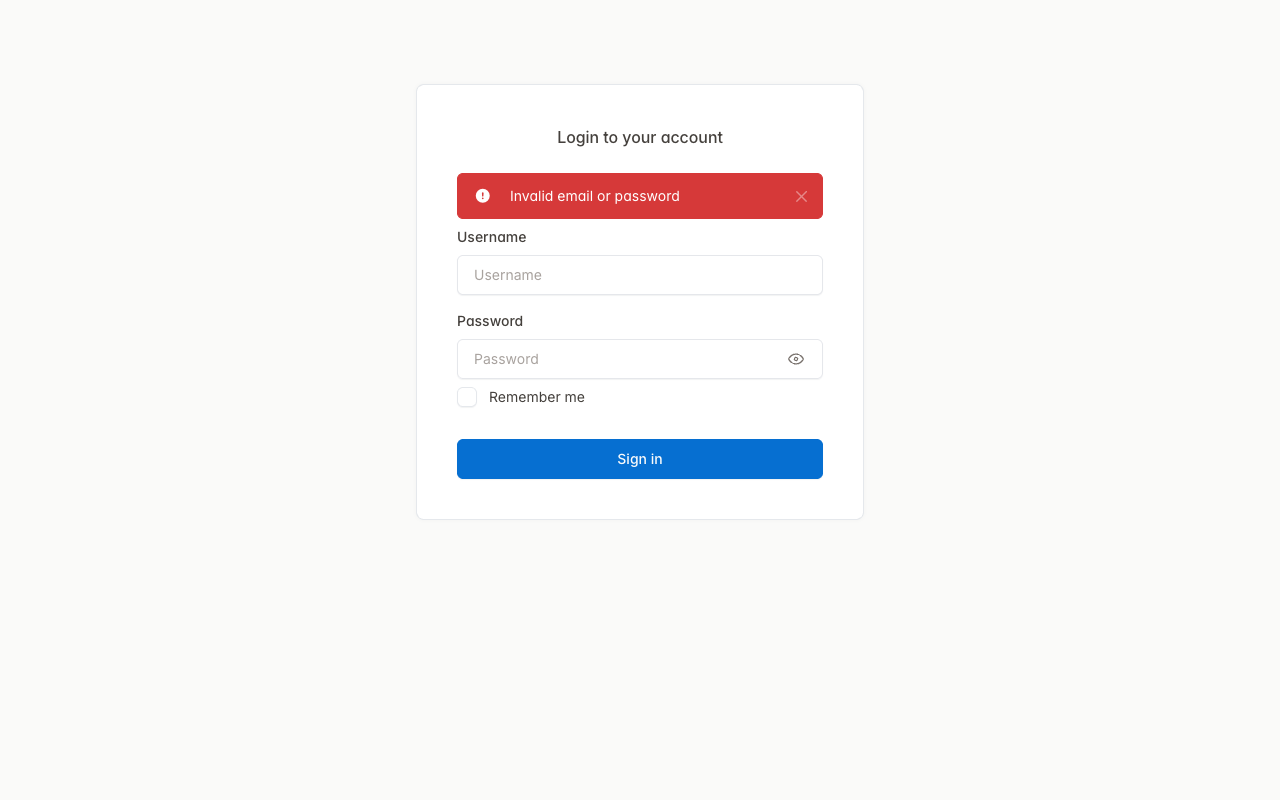 Login to your account
Invalid email or password
Username
Username
Password
Password
Remember me
Sign in